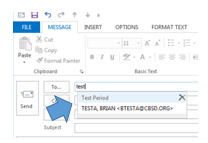 FILE MESSAGE INSERT OPTIONS FORMAT TEXT
Cut
Copy
Format Painter
Paste
11
Clipboard
Basic Text
To... test
Test Period
TESTA, BRIAN <BTESTA@CBSD.ORG>
Send
Subject